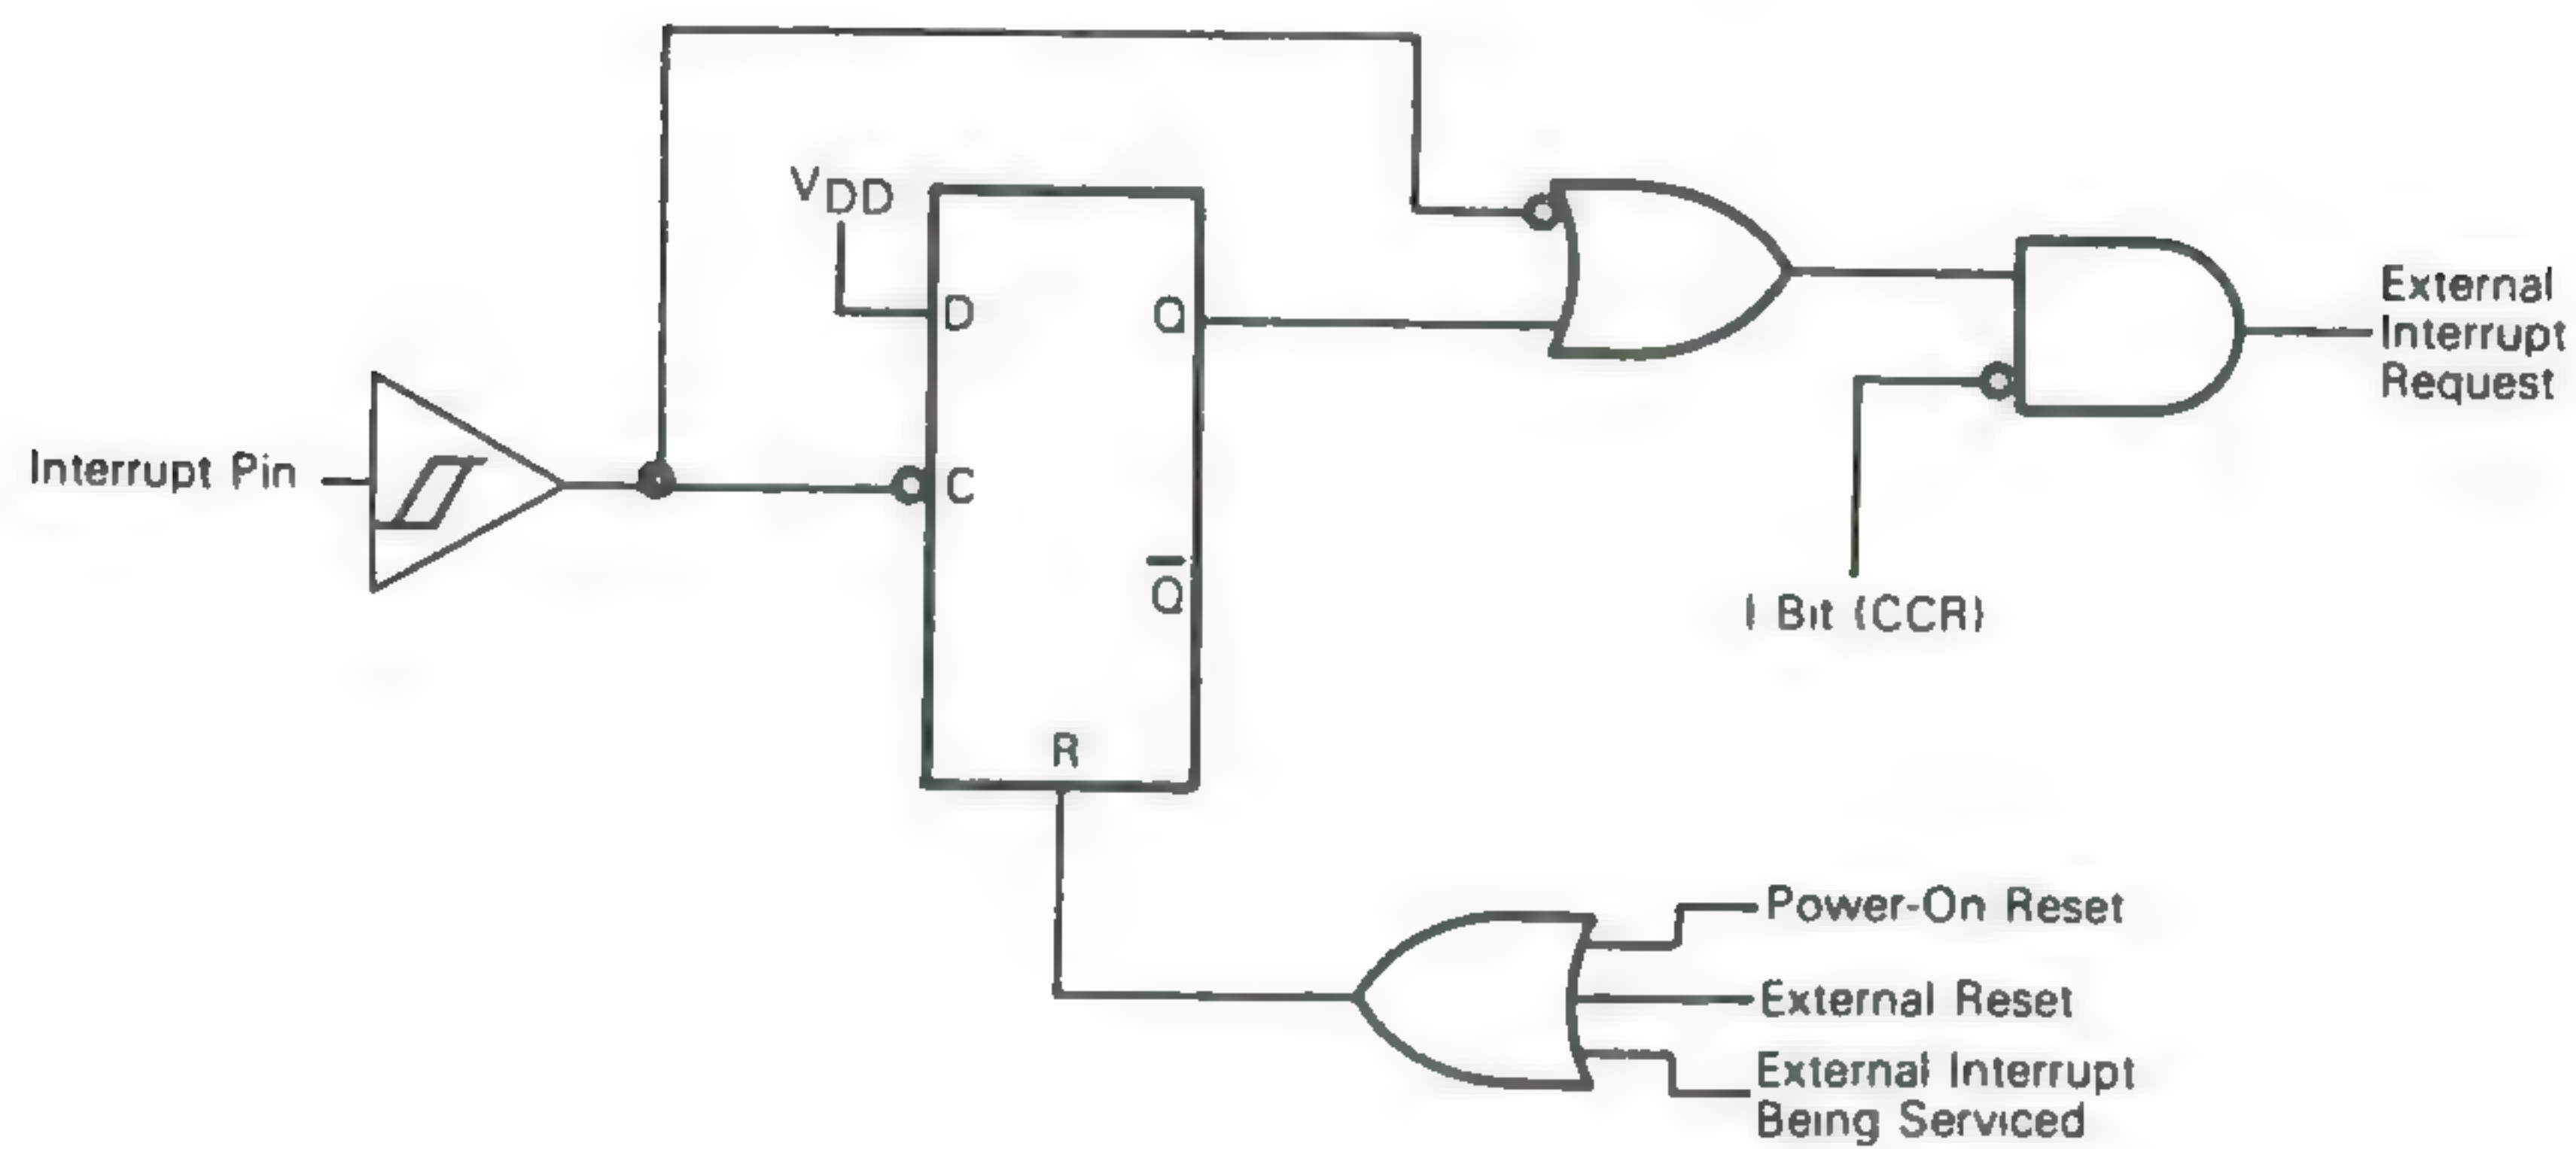 VDD
D
Q
External
Interrupt
Request
Interrupt Pin
C
Q
I Bit (CCR)
R
Power-On Reset
External Reset
External Interrupt
Being Serviced